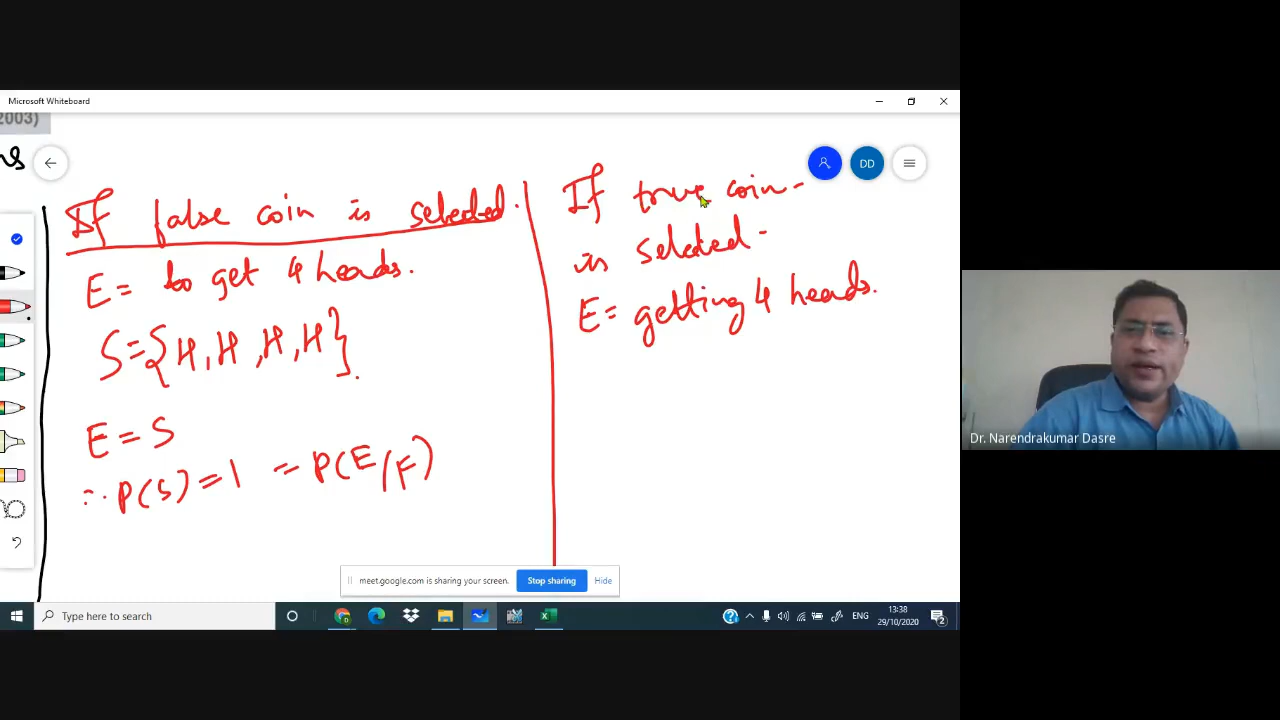 Microsoft Whiteboard
2003)
DD
If false coin is selected.
E = to get 4 heads.
S = {H, H, H, H}.
E = S
∴ P(S) = 1 = P(E/F)
If true coin
is selected
E = getting 4 heads.
Dr. Narendrakumar Dasre
meet.google.com is sharing your screen. Stop sharing Hide
Type here to search
ENG
13:38
29/10/2020
2